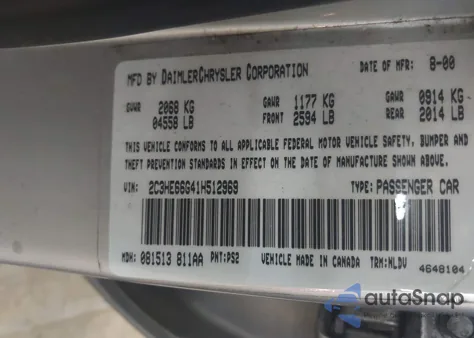 MFD BY DAIMLERCHRYSLER CORPORATION DATE OF MFR: 8-00
GVWR 2068 KG GAWR 1177 KG GAWR 0914 KG
04558 LB FRONT 2594 LB REAR 2014 LB
THIS VEHICLE CONFORMS TO ALL APPLICABLE FEDERAL MOTOR VEHICLE SAFETY, BUMPER AND
THEFT PREVENTION STANDARDS IN EFFECT ON THE DATE OF MANUFACTURE SHOWN ABOVE.
VIN: 2C3HE66G41H512969 TYPE: PASSENGER CAR
MDH: 081513 811AA PNT:PS2 VEHICLE MADE IN CANADA TRM:NLDV
4648104
autoSnap